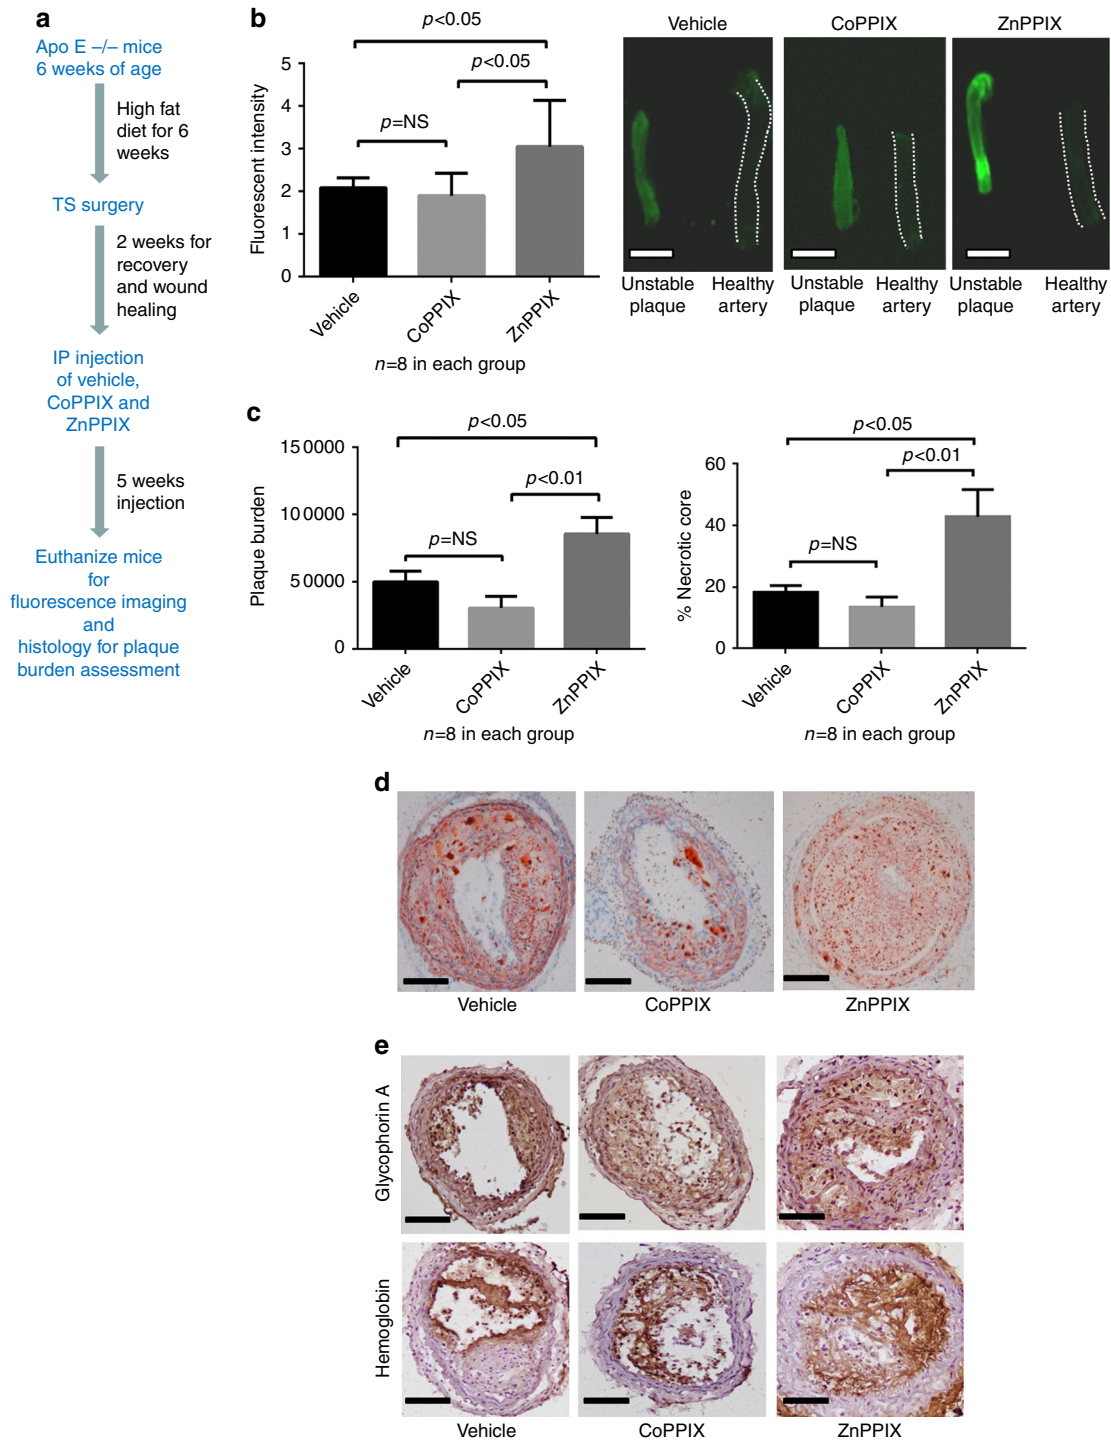 a
Apo E –/– mice
6 weeks of age
High fat
diet for 6
weeks
TS surgery
2 weeks for
recovery
and wound
healing
IP injection
of vehicle,
CoPPIX and
ZnPPIX
5 weeks
injection
Euthanize mice
for
fluorescence imaging
and
histology for plaque
burden assessment
b
p<0.05
p<0.05
p=NS
Fluorescent intensity
5
4
3
2
1
0
Vehicle
CoPPIX
ZnPPIX
n=8 in each group
Vehicle
CoPPIX
ZnPPIX
Unstable
plaque
Healthy
artery
Unstable
plaque
Healthy
artery
Unstable
plaque
Healthy
artery
c
p<0.05
p<0.01
p=NS
Plaque burden
150000
100000
50000
0
Vehicle
CoPPIX
ZnPPIX
n=8 in each group
p<0.05
p<0.01
p=NS
% Necrotic core
60
40
20
0
Vehicle
CoPPIX
ZnPPIX
n=8 in each group
d
Vehicle
CoPPIX
ZnPPIX
e
Glycophorin A
Hemoglobin
Vehicle
CoPPIX
ZnPPIX